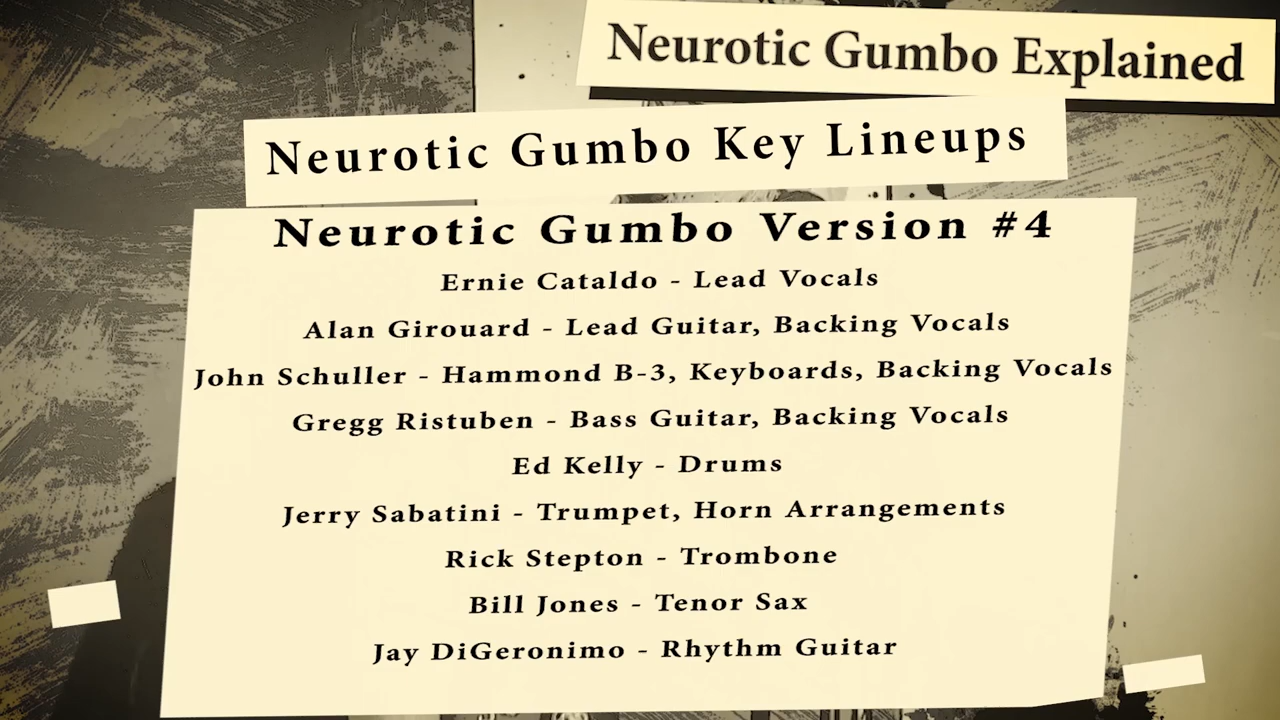 Neurotic Gumbo Explained
Neurotic Gumbo Key Lineups
Neurotic Gumbo Version #4
Ernie Cataldo - Lead Vocals
Alan Girouard - Lead Guitar, Backing Vocals
John Schuller - Hammond B-3, Keyboards, Backing Vocals
Gregg Ristuben - Bass Guitar, Backing Vocals
Ed Kelly - Drums
Jerry Sabatini - Trumpet, Horn Arrangements
Rick Stepton - Trombone
Bill Jones - Tenor Sax
Jay DiGeronimo - Rhythm Guitar